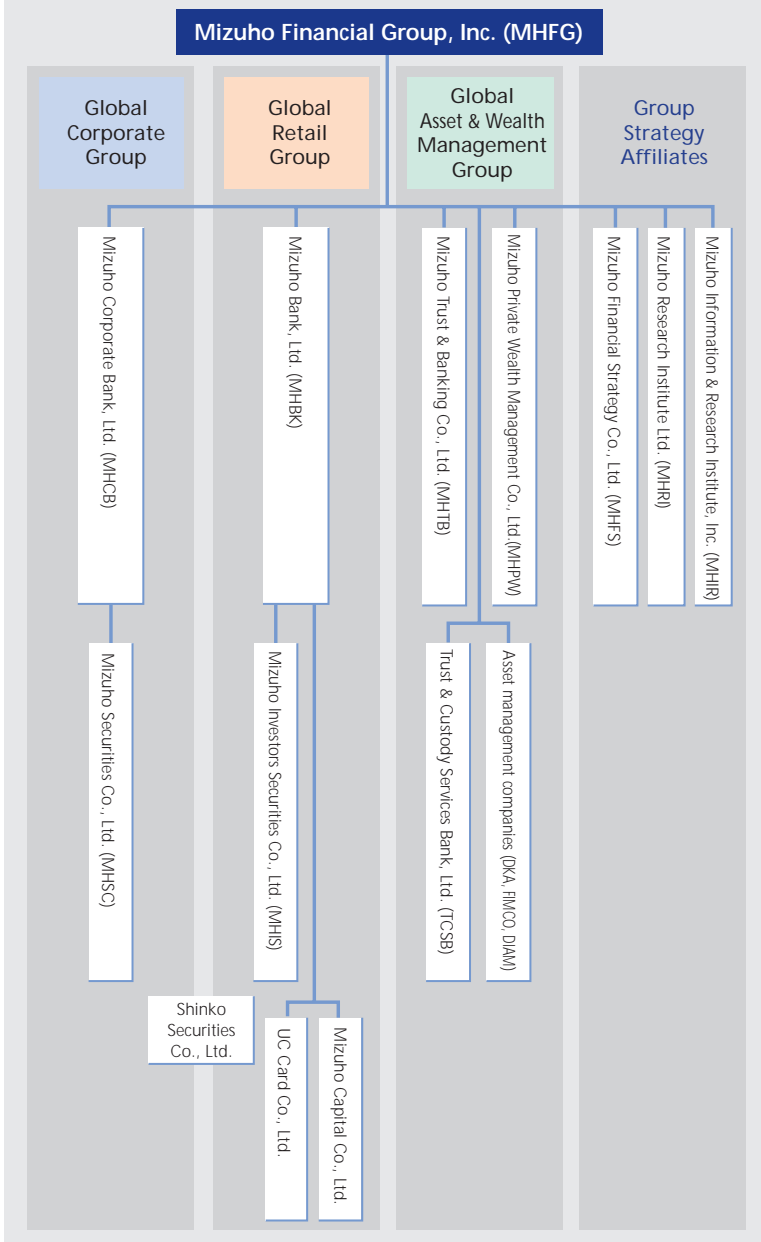 Mizuho Financial Group, Inc. (MHFG)
Global
Corporate
Group
Global
Retail
Group
Global
Asset & Wealth
Management
Group
Group
Strategy
Affiliates
Mizuho Corporate Bank, Ltd. (MHCB)
Mizuho Bank, Ltd. (MHBK)
Mizuho Trust & Banking Co., Ltd. (MHTB)
Mizuho Private Wealth Management Co., Ltd.(MHPW)
Mizuho Financial Strategy Co., Ltd. (MHFS)
Mizuho Research Institute Ltd. (MHRI)
Mizuho Information & Research Institute, Inc. (MHIR)
Mizuho Securities Co., Ltd. (MHSC)
Mizuho Investors Securities Co., Ltd. (MHIS)
Trust & Custody Services Bank, Ltd. (TCSB)
Asset management companies (DKA, FIMCO, DIAM)
Shinko
Securities
Co., Ltd.
UC Card Co., Ltd.
Mizuho Capital Co., Ltd.